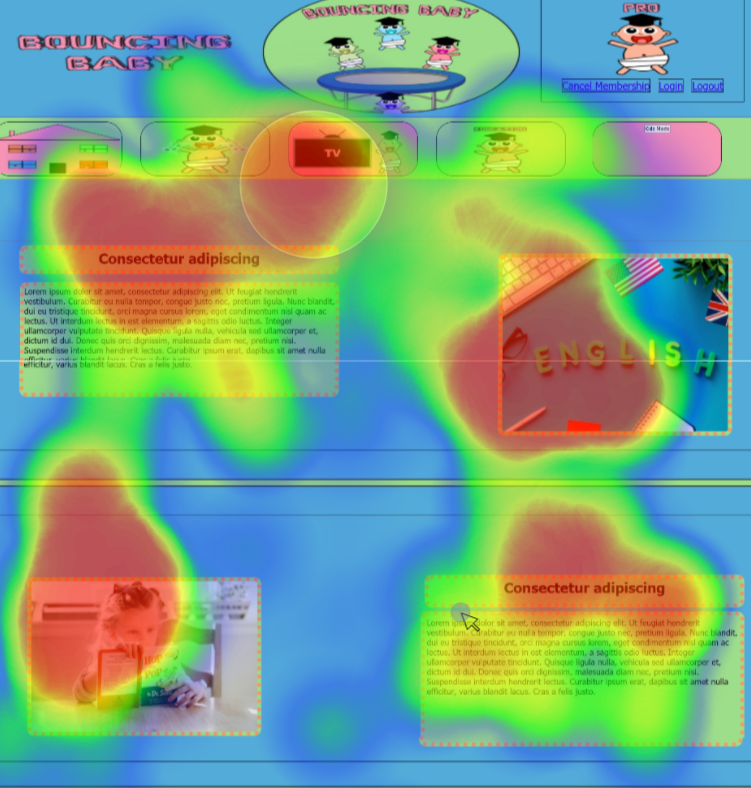 BOUNCING BABY
PRO
BOUNCING
BABY
Cancel Membership Login Logout
TV
Kids Mode
Consectetur adipiscing
Lorem ipsum dolor sit amet, consectetur adipiscing elit. Ut feugiat hendrerit
vestibulum. Curabitur eu nulla tempor, congue justo nec, pretium ligula. Nunc blandit,
dui eu tristique tincidunt, orci magna cursus lorem, eget condimentum nisi quam ac
lectus. Ut interdum lectus in est elementum, a sagittis odio luctus. Integer
ullamcorper vulputate tincidunt. Quisque ligula nulla, vehicula sed ullamcorper et,
dictum id dui. Donec quis orci dignissim, malesuada diam nec, pretium nisi.
Suspendisse interdum hendrerit lectus. Curabitur ipsum erat, dapibus sit amet nulla
efficitur, varius blandit lacus. Cras a felis justo.
ENGLISH
Consectetur adipiscing
Lorem dolor sit amet, consectetur adipiscing elit. Ut feugiat hendrerit
vestibulum. Curabitur eu nulla tempor, congue justo nec, pretium ligula. Nunc blandit,
dui eu tristique tincidunt, orci magna cursus lorem, eget condimentum nisi quam ac
lectus. Ut interdum lectus in est elementum, a sagittis odio luctus. Integer
ullamcorper vulputate tincidunt. Quisque ligula nulla, vehicula sed ullamcorper et,
dictum id dui. Donec quis orci dignissim, malesuada diam nec, pretium nisi.
Suspendisse interdum hendrerit lectus. Curabitur ipsum erat, dapibus sit amet nulla
efficitur, varius blandit lacus. Cras a felis justo.